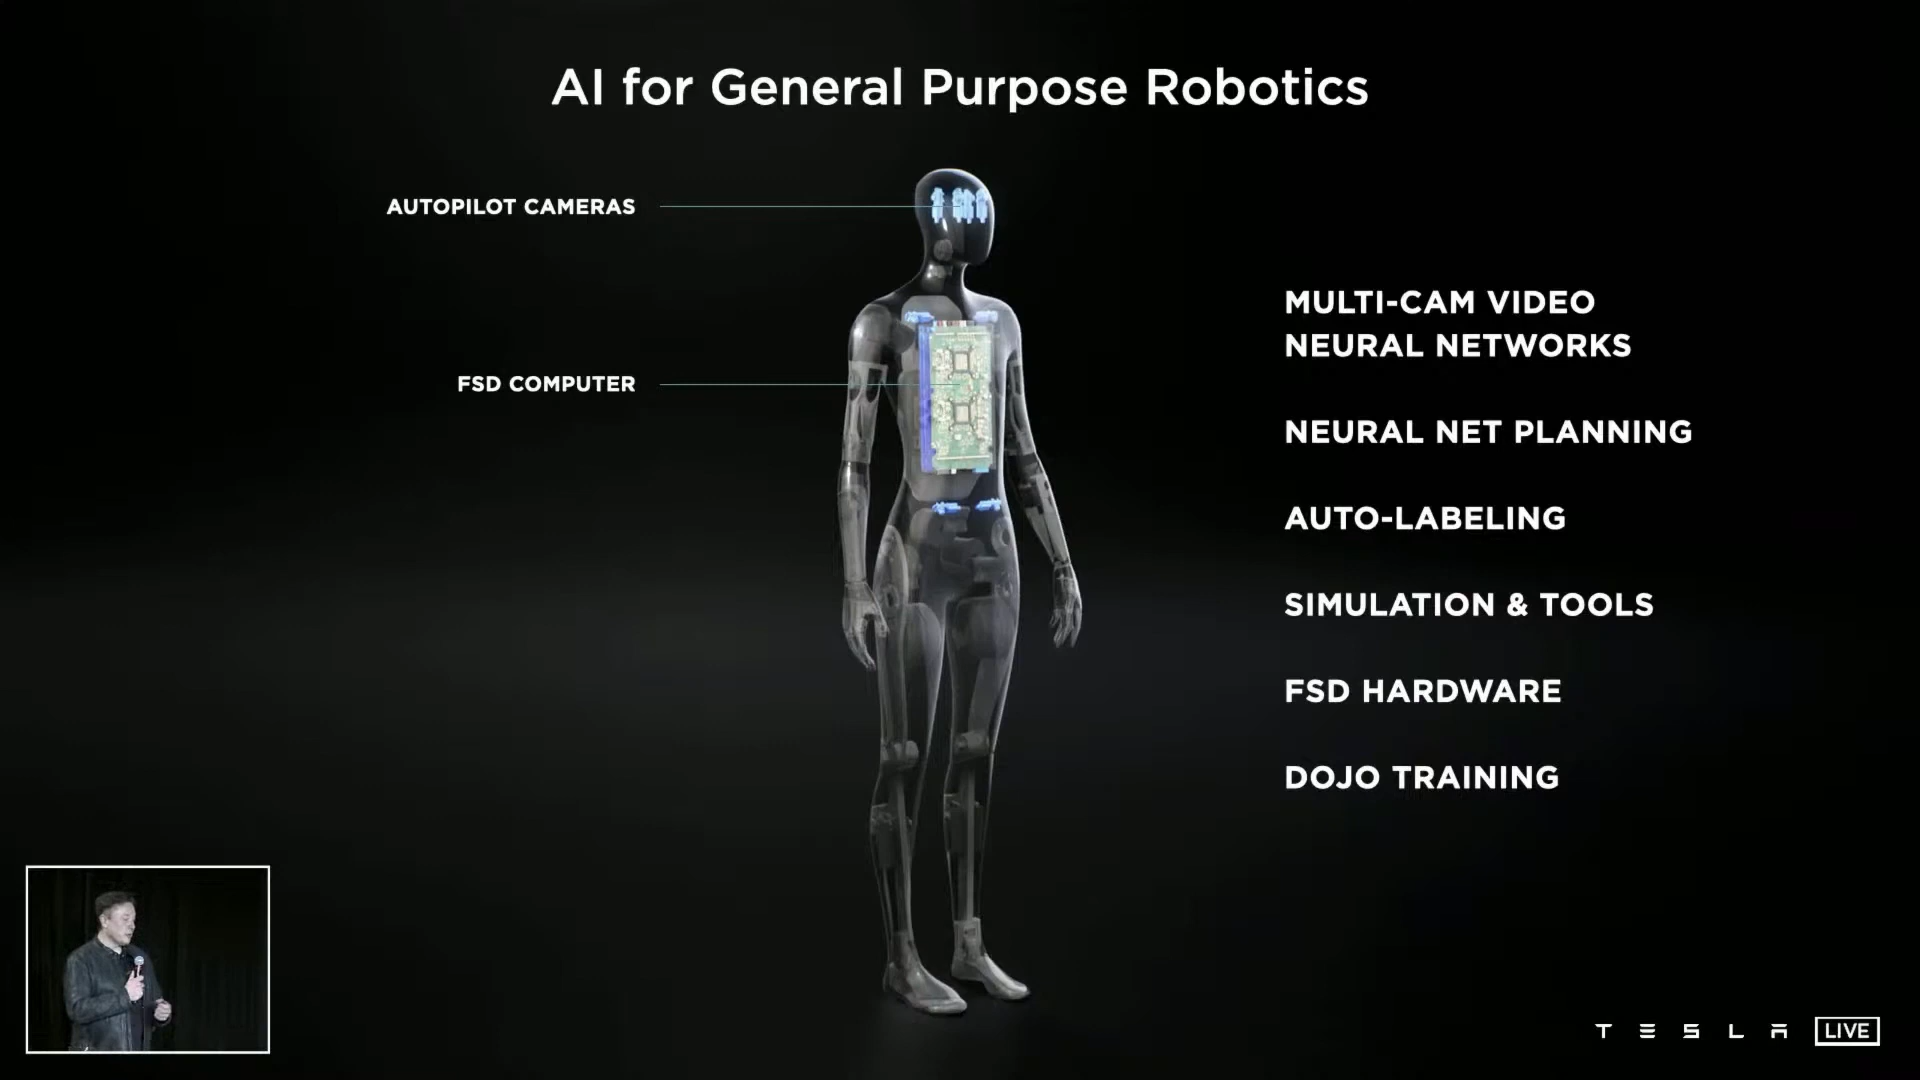 AI for General Purpose Robotics
AUTOPILOT CAMERAS
FSD COMPUTER
MULTI-CAM VIDEO
NEURAL NETWORKS
NEURAL NET PLANNING
AUTO-LABELING
SIMULATION & TOOLS
FSD HARDWARE
DOJO TRAINING
TESLA LIVE